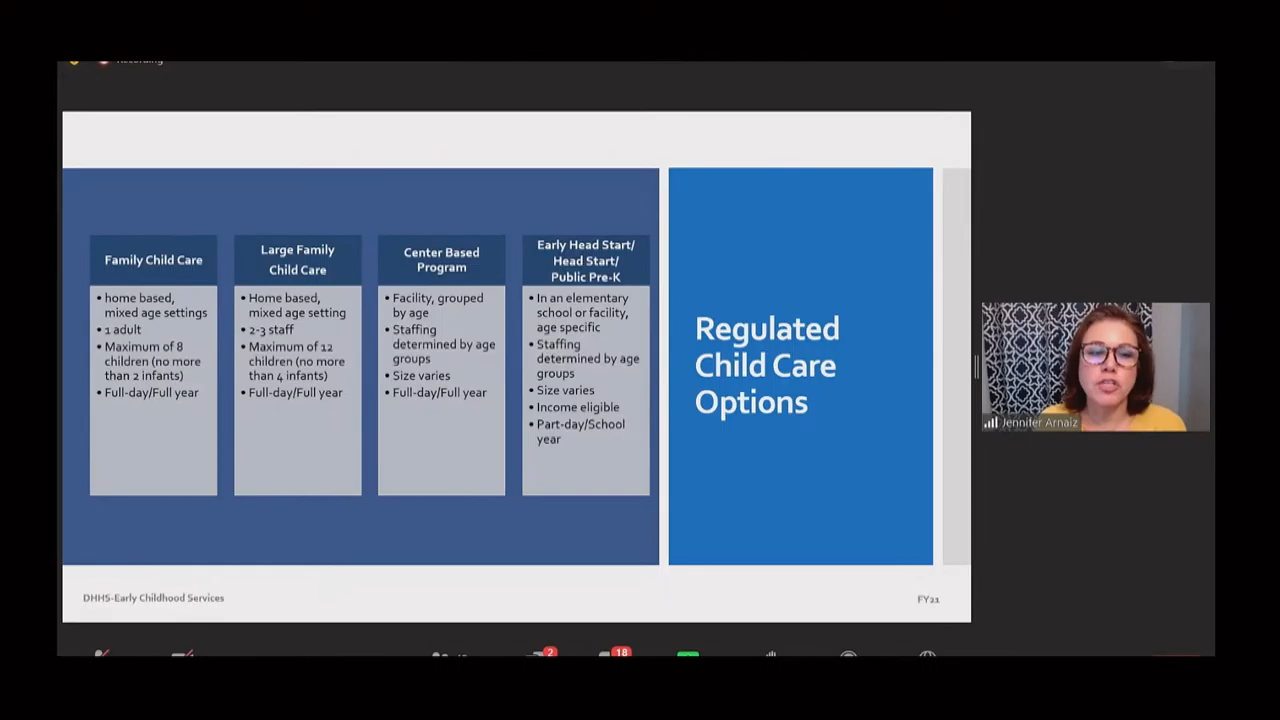 Recording
Family Child Care
• home based,
mixed age settings
• 1 adult
• Maximum of 8
children (no more
than 2 infants)
• Full-day/Full year
Large Family
Child Care
• Home based,
mixed age setting
• 2-3 staff
• Maximum of 12
children (no more
than 4 infants)
• Full-day/Full year
Center Based
Program
• Facility, grouped
by age
• Staffing
determined by age
groups
• Size varies
• Full-day/Full year
Early Head Start/
Head Start/
Public Pre-K
• In an elementary
school or facility,
age specific
• Staffing
determined by age
groups
• Size varies
• Income eligible
• Part-day/School
year
Regulated
Child Care
Options
Jennifer Arnaiz
DHHS-Early Childhood Services
FY21
2
18